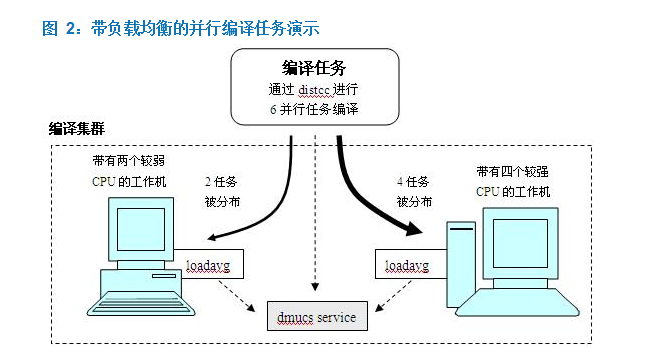 图 2：带负载均衡的并行编译任务演示
编译任务
通过 distcc 进行
6 并行任务编译
编译集群
带有两个较弱
CPU 的工作机
2 任务
被分布
4 任务
被分布
带有四个较强
CPU 的工作机
loadavg
loadavg
dmucs service